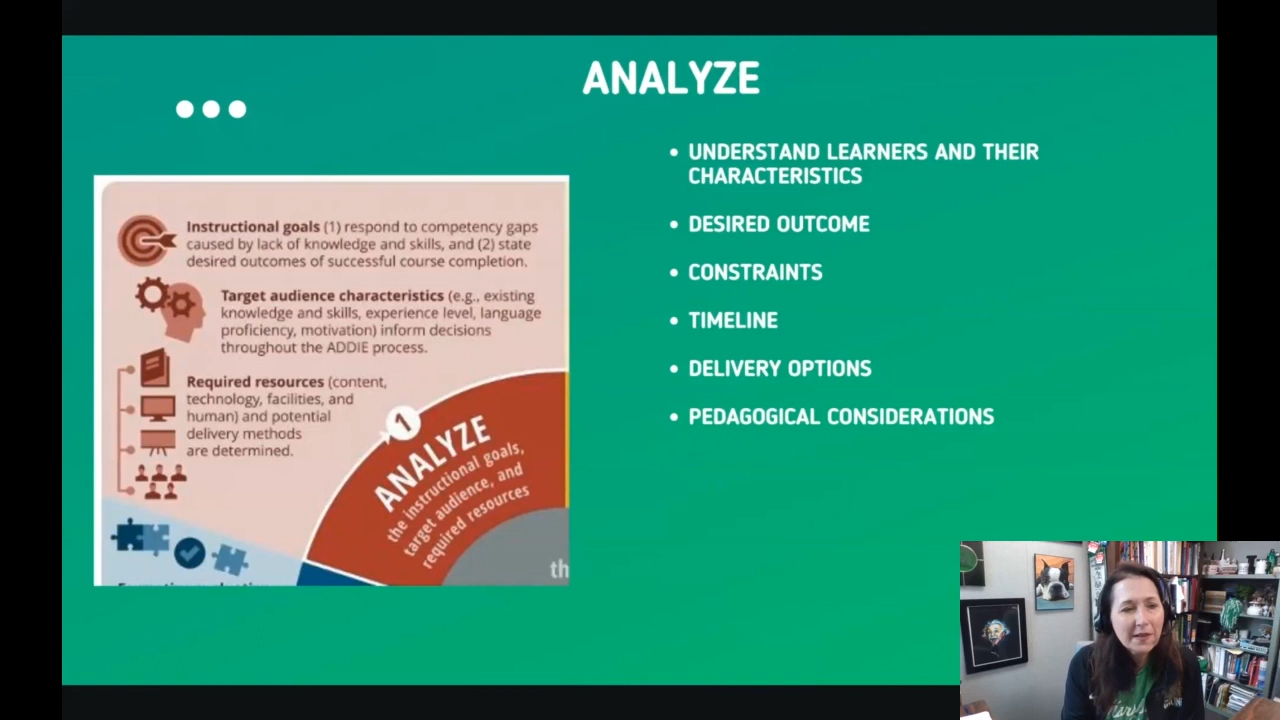 ANALYZE
Instructional goals (1) respond to competency gaps
caused by lack of knowledge and skills, and (2) state
desired outcomes of successful course completion.
Target audience characteristics (e.g., existing
knowledge and skills, experience level, language
proficiency, motivation) inform decisions
throughout the ADDIE process.
Required resources (content,
technology, facilities, and
human) and potential
delivery methods
are determined.
1
ANALYZE
the instructional goals,
target audience, and
required resources
th
• UNDERSTAND LEARNERS AND THEIR
CHARACTERISTICS
• DESIRED OUTCOME
• CONSTRAINTS
• TIMELINE
• DELIVERY OPTIONS
• PEDAGOGICAL CONSIDERATIONS